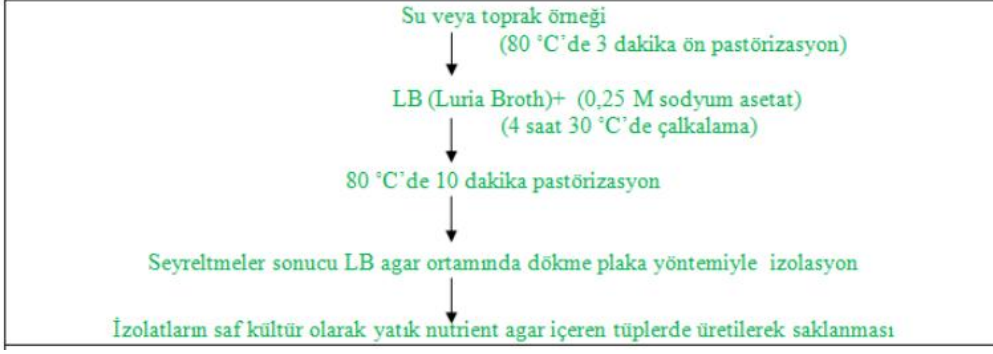 Su veya toprak örneği
(80 °C’de 3 dakika ön pastörizasyon)
LB (Luria Broth)+ (0,25 M sodyum asetat)
(4 saat 30 °C’de çalkalama)
80 °C’de 10 dakika pastörizasyon
Seyreltmeler sonucu LB agar ortamında dökme plaka yöntemiyle izolasyon
İzolatların saf kültür olarak yatık nutrient agar içeren tüplerde üretilerek saklanması